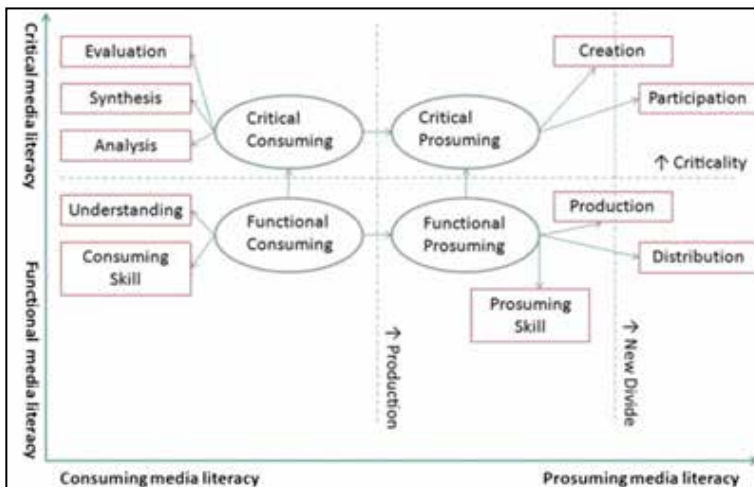 Critical media literacy
Functional media literacy
Evaluation
Synthesis
Analysis
Critical
Consuming
Critical
Prosuming
Creation
Participation
↑ Criticality
Understanding
Consuming
Skill
Functional
Consuming
Functional
Prosuming
Production
Distribution
Prosuming
Skill
↑ Production
↑ New Divide
Consuming media literacy
Prosuming media literacy